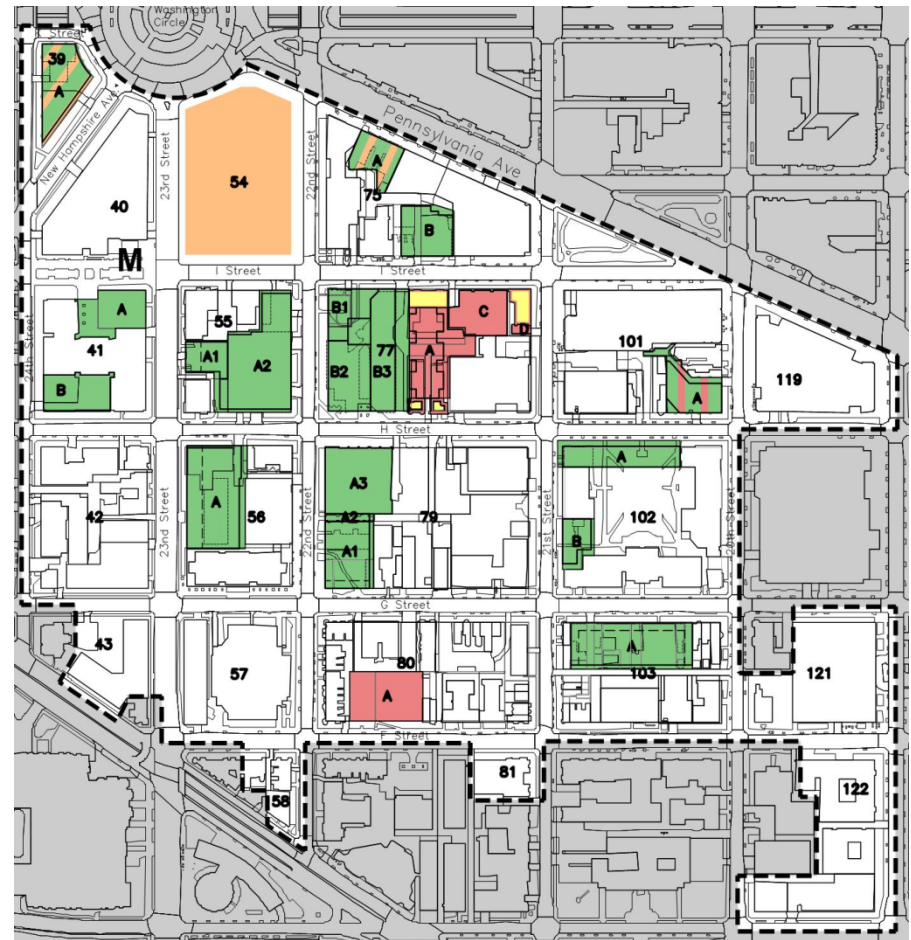 Washington
Circle
K Street
39
A
New Hampshire Ave.
23rd Street
54
22nd Street
Pennsylvania Ave
A
75
40
B
M
I Street
I Street
24th Street
A
41
B
55
A1
A2
B1
77
B2
B3
A
C
D
101
A
119
H Street
42
23rd Street
A
56
22nd Street
A3
A2
79
A1
21st Street
A
102
B
20th Street
G Street
43
57
80
A
A
103
121
F Street
58
81
122